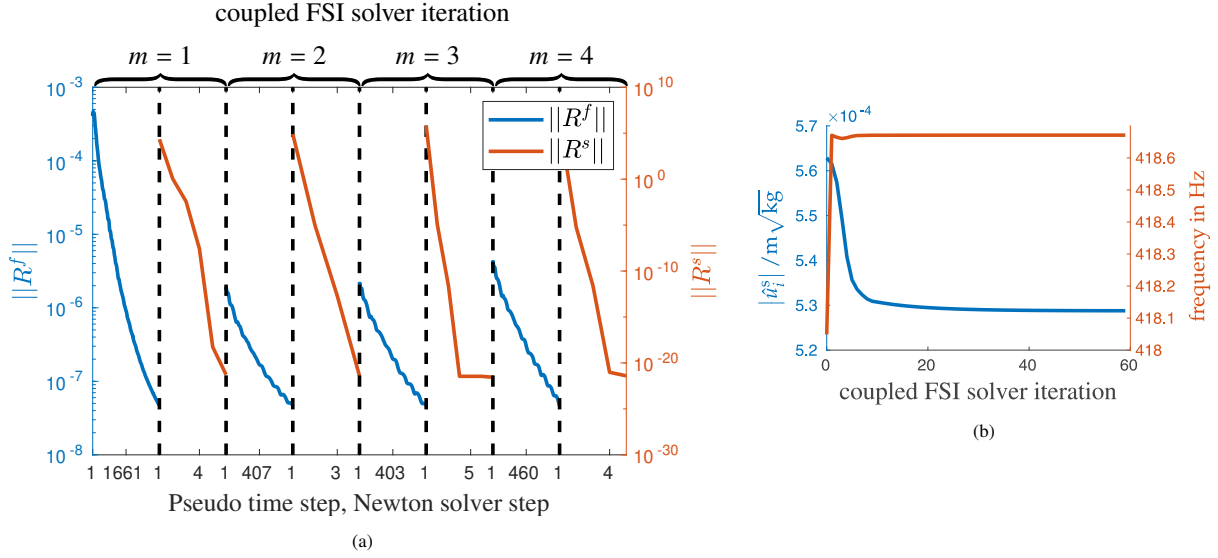 coupled FSI solver iteration
m = 1
m = 2
m = 3
m = 4
10^-3
10^-4
10^-5
10^-6
10^-7
10^-8
||R^f||
||R^f||
||R^s||
10^10
10^0
10^-10
10^-20
10^-30
||R^s||
1 1661 1 4 1 407 1 3 1 403 1 5 1 460 1 4
Pseudo time step, Newton solver step
(a)
×10^-4
5.7
5.6
5.5
5.4
5.3
5.2
|û_i^s| / m√kg
418.6
418.5
418.4
418.3
418.2
418.1
418
frequency in Hz
0 20 40 60
coupled FSI solver iteration
(b)